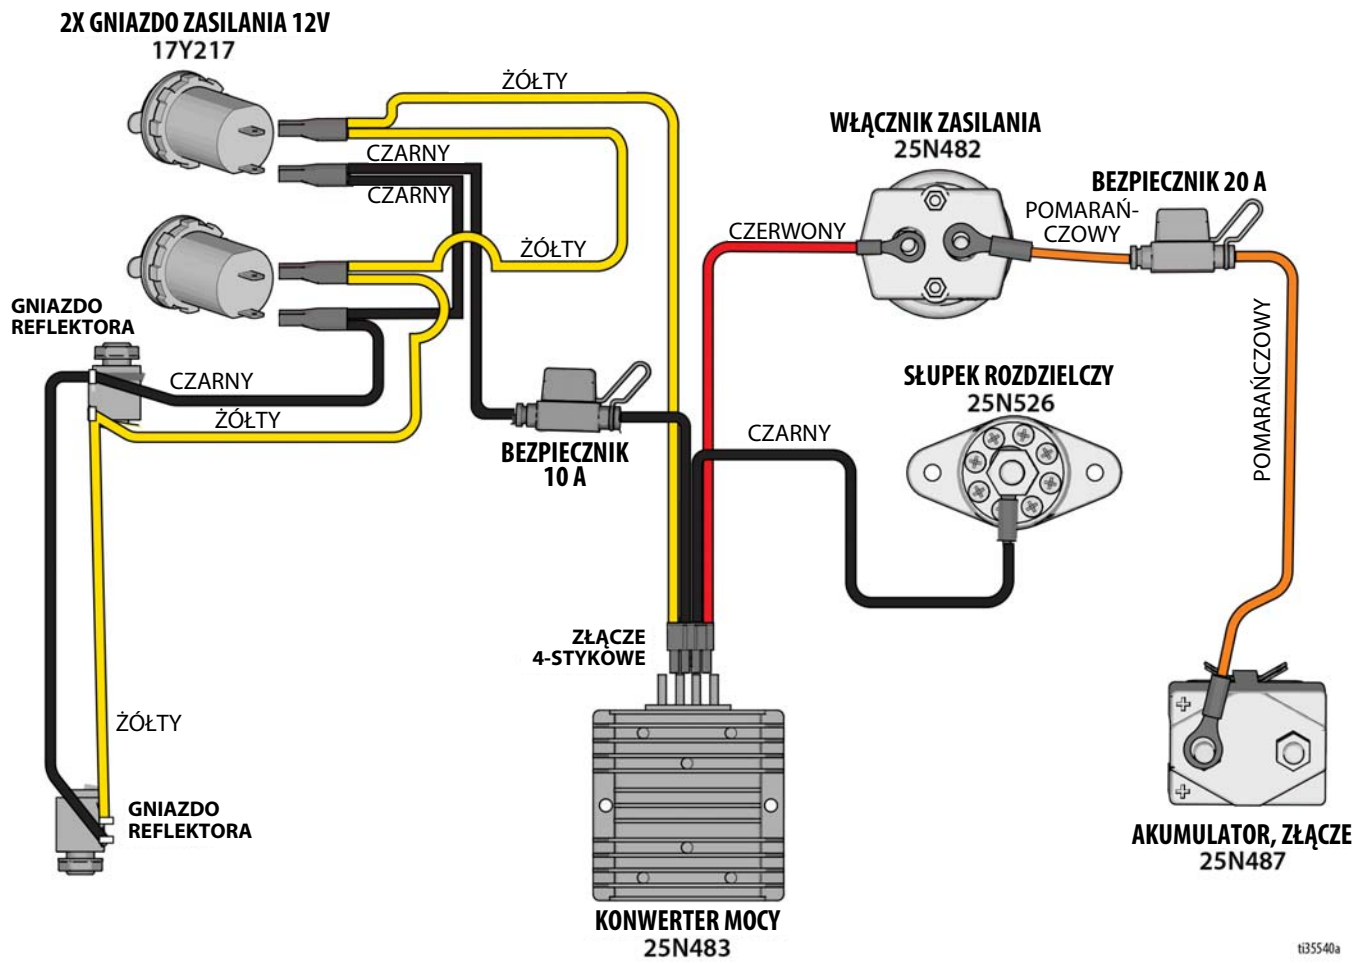 2X GNIAZDO ZASILANIA 12V
17Y217
ŻÓŁTY
CZARNY
CZARNY
ŻÓŁTY
WŁĄCZNIK ZASILANIA
25N482
BEZPIECZNIK 20 A
CZERWONY
POMARAŃ-
CZOWY
POMARAŃCZOWY
GNIAZDO
REFLEKTORA
CZARNY
ŻÓŁTY
BEZPIECZNIK
10 A
SŁUPEK ROZDZIELCZY
25N526
CZARNY
ZŁĄCZE
4-STYKOWE
ŻÓŁTY
GNIAZDO
REFLEKTORA
KONWERTER MOCY
25N483
AKUMULATOR, ZŁĄCZE
25N487
ti35540a